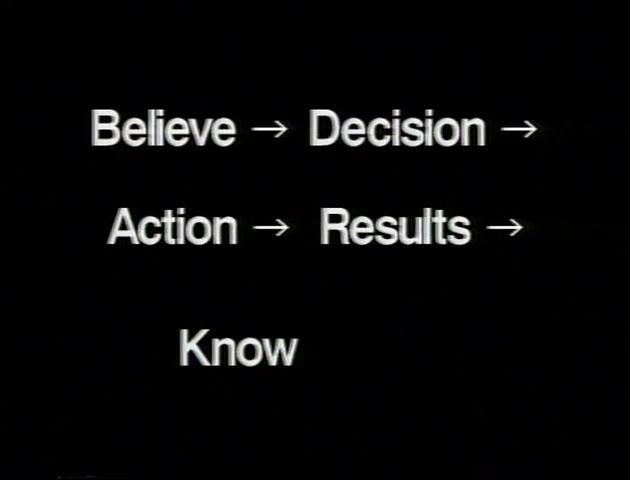 Believe → Decision →
Action → Results →
Know